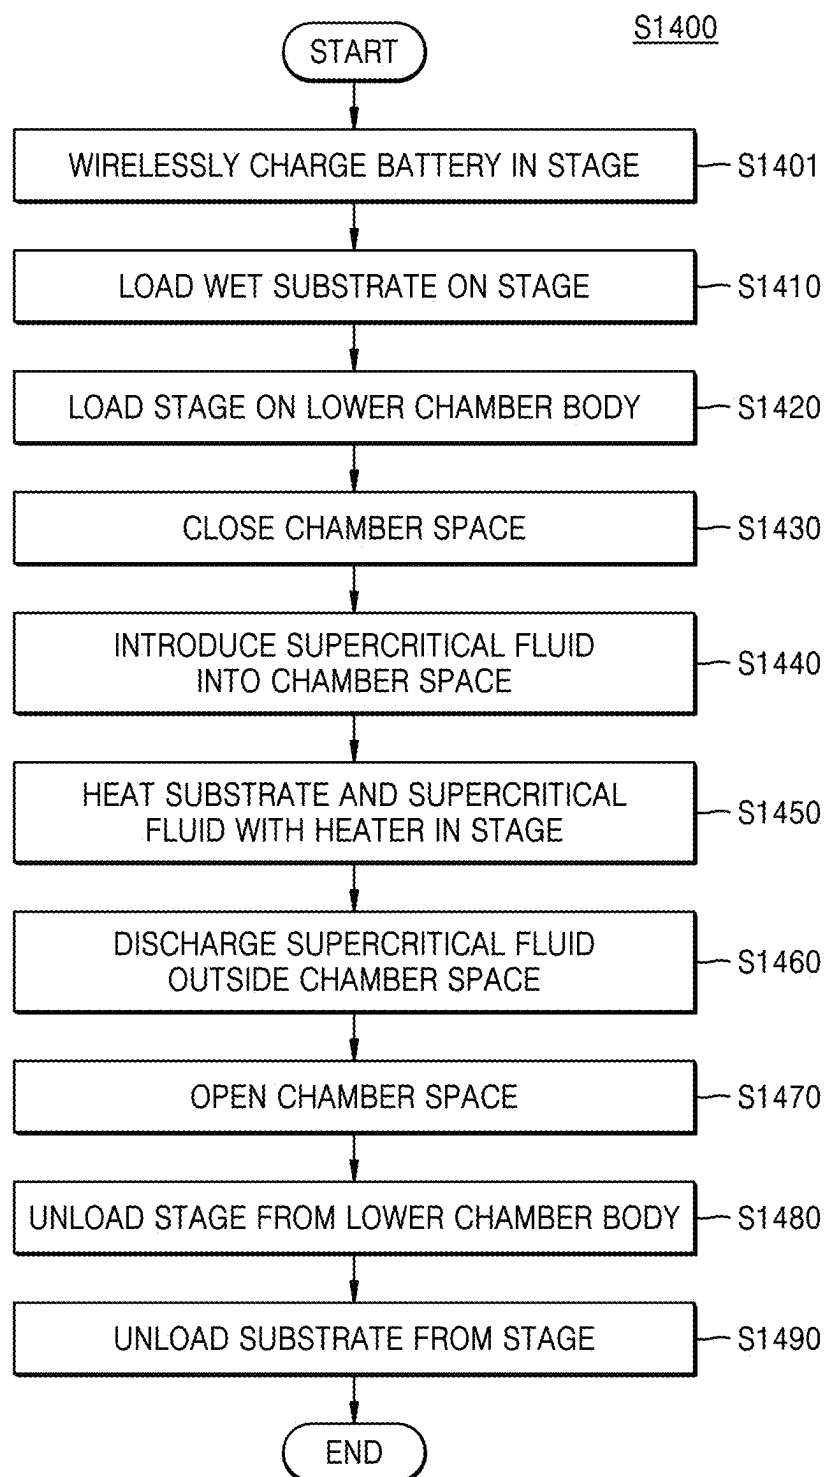 S1400
START
WIRELESSLY CHARGE BATTERY IN STAGE
S1401
LOAD WET SUBSTRATE ON STAGE
S1410
LOAD STAGE ON LOWER CHAMBER BODY
S1420
CLOSE CHAMBER SPACE
S1430
INTRODUCE SUPERCRITICAL FLUID
INTO CHAMBER SPACE
S1440
HEAT SUBSTRATE AND SUPERCRITICAL
FLUID WITH HEATER IN STAGE
S1450
DISCHARGE SUPERCRITICAL FLUID
OUTSIDE CHAMBER SPACE
S1460
OPEN CHAMBER SPACE
S1470
UNLOAD STAGE FROM LOWER CHAMBER BODY
S1480
UNLOAD SUBSTRATE FROM STAGE
S1490
END